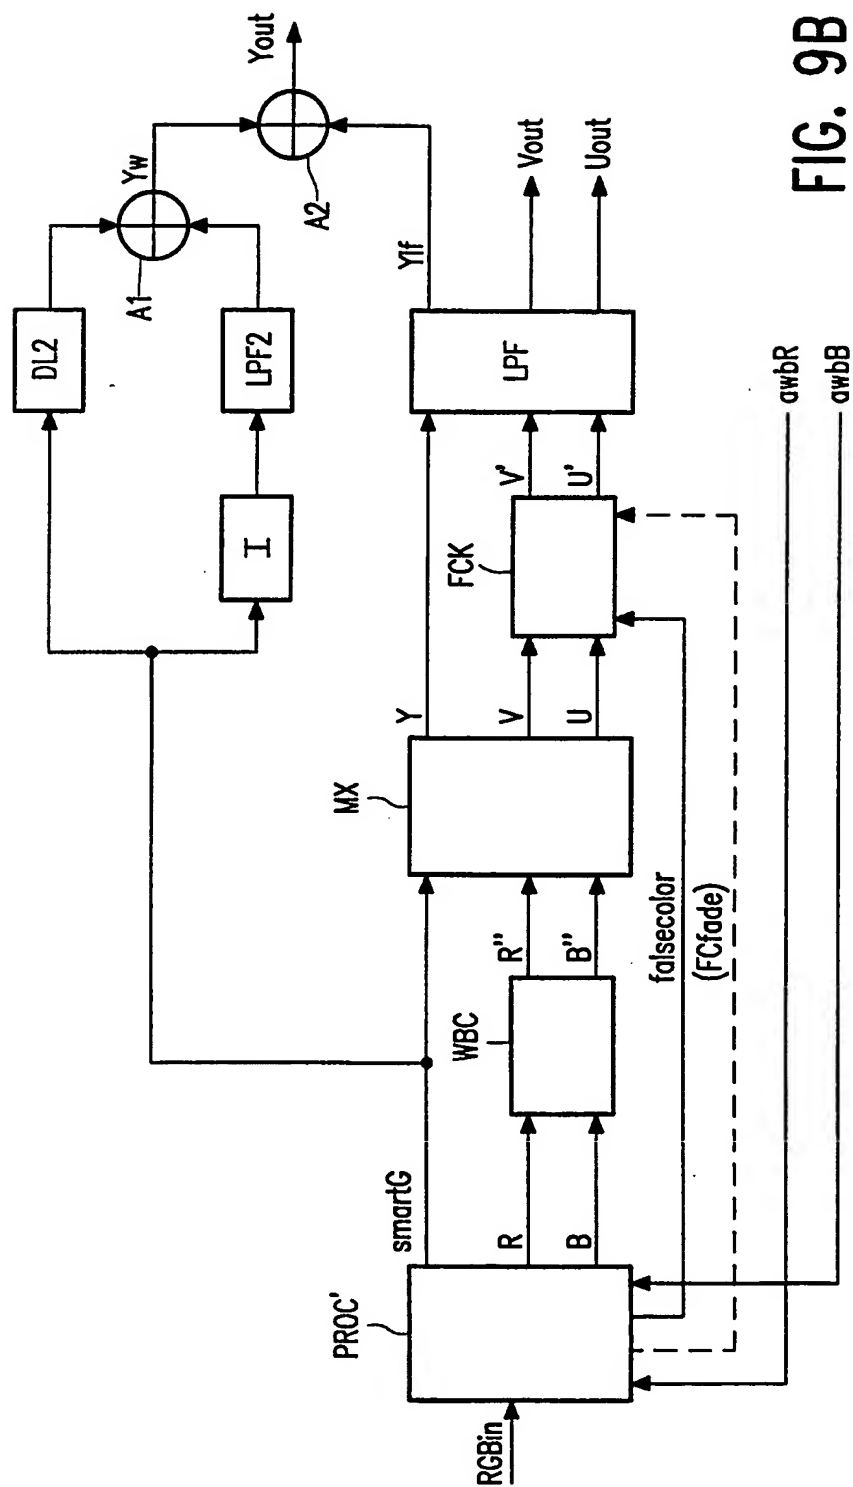 RGBin
PROC'
smartG
R
B
WBC
R"
B"
falsecolor
(FCfade)
MX
Y
V
U
FCK
V'
U'
I
DL2
LPF2
LPF
awbR
awbB
A1
Yw
Ylf
A2
Yout
Vout
Uout
FIG. 9B